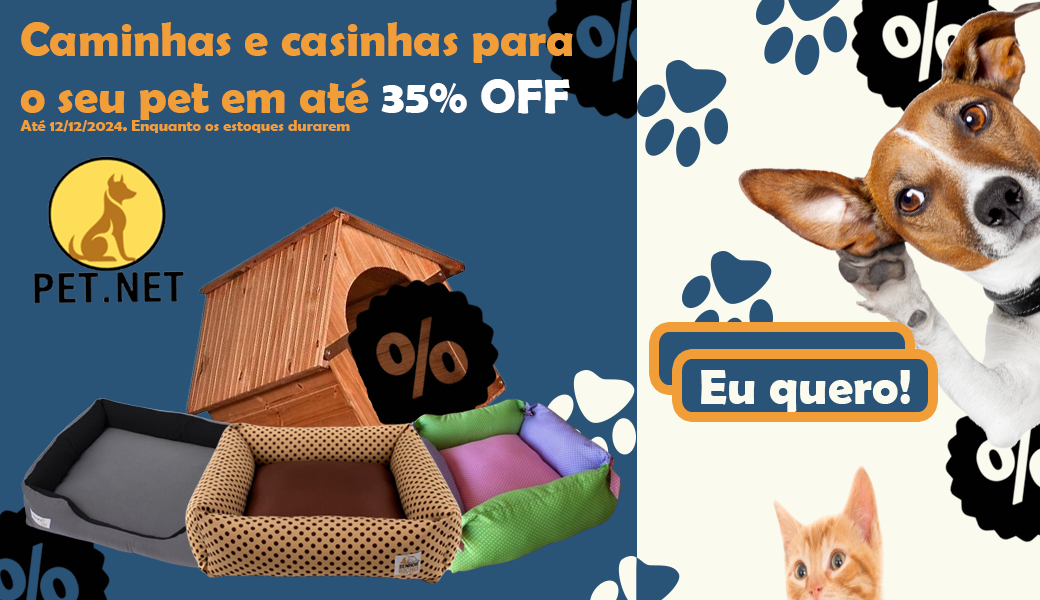 Caminhas e casinhas para
o seu pet em até 35% OFF
Até 12/12/2024. Enquanto os estoques durarem
%
%
PET.NET
%
Eu quero!
%
%